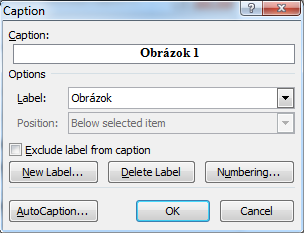 Caption
Caption:
Obrázok 1
Options
Label: Obrázok
Position: Below selected item
Exclude label from caption
New Label... Delete Label Numbering...
AutoCaption... OK Cancel